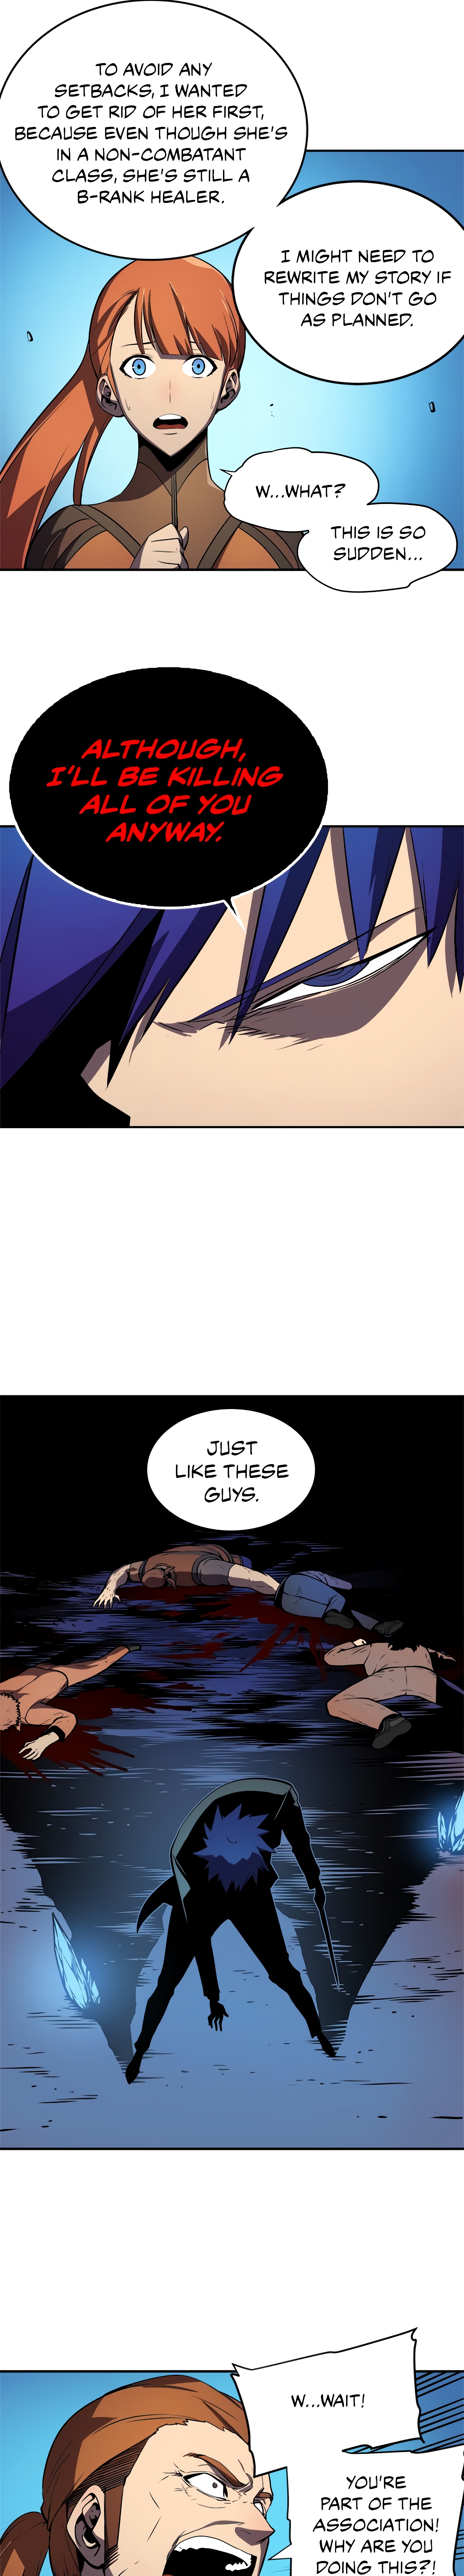 TO AVOID ANY
SETBACKS, I WANTED
TO GET RID OF HER FIRST,
BECAUSE EVEN THOUGH SHE'S
IN A NON-COMBATANT
CLASS, SHE'S STILL A
B-RANK HEALER.
I MIGHT NEED TO
REWRITE MY STORY IF
THINGS DON'T GO
AS PLANNED.
W...WHAT?
THIS IS SO
SUDDEN...
ALTHOUGH,
I'LL BE KILLING
ALL OF YOU
ANYWAY.
JUST
LIKE THESE
GUYS.
W...WAIT!
YOU'RE
PART OF THE
ASSOCIATION!
WHY ARE YOU
DOING THIS?!